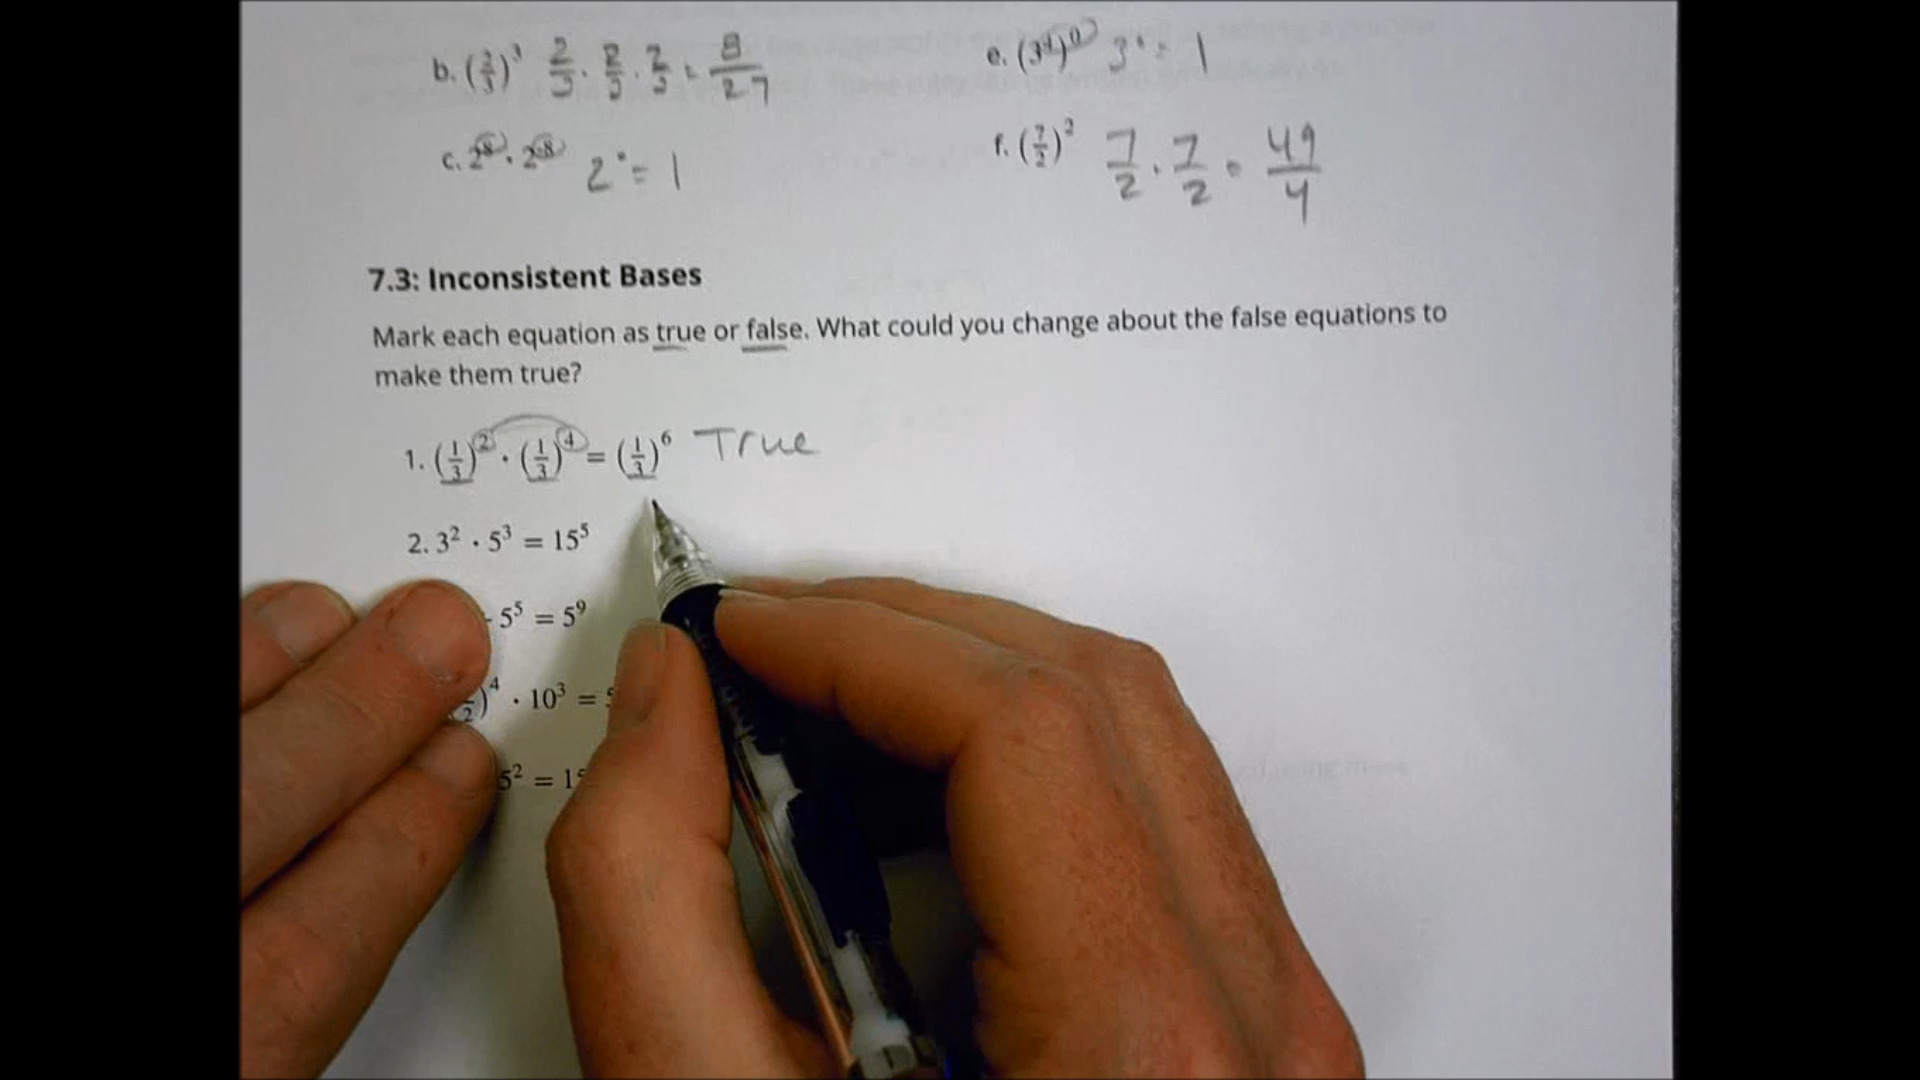 b. (2/3)³ 2/3 · 2/3 · 2/3 = 8/27
e. (3⁴)⁰ 3⁰ = 1
c. 2⁸ · 2⁻⁸ 2⁰ = 1
f. (7/2)² 7/2 · 7/2 = 49/4
7.3: Inconsistent Bases
Mark each equation as true or false. What could you change about the false equations to
make them true?
1. (1/3)² · (1/3)⁴ = (1/3)⁶ True
2. 3² · 5³ = 15⁵
5⁵ = 5⁹
)⁴ · 10³ =
5² =